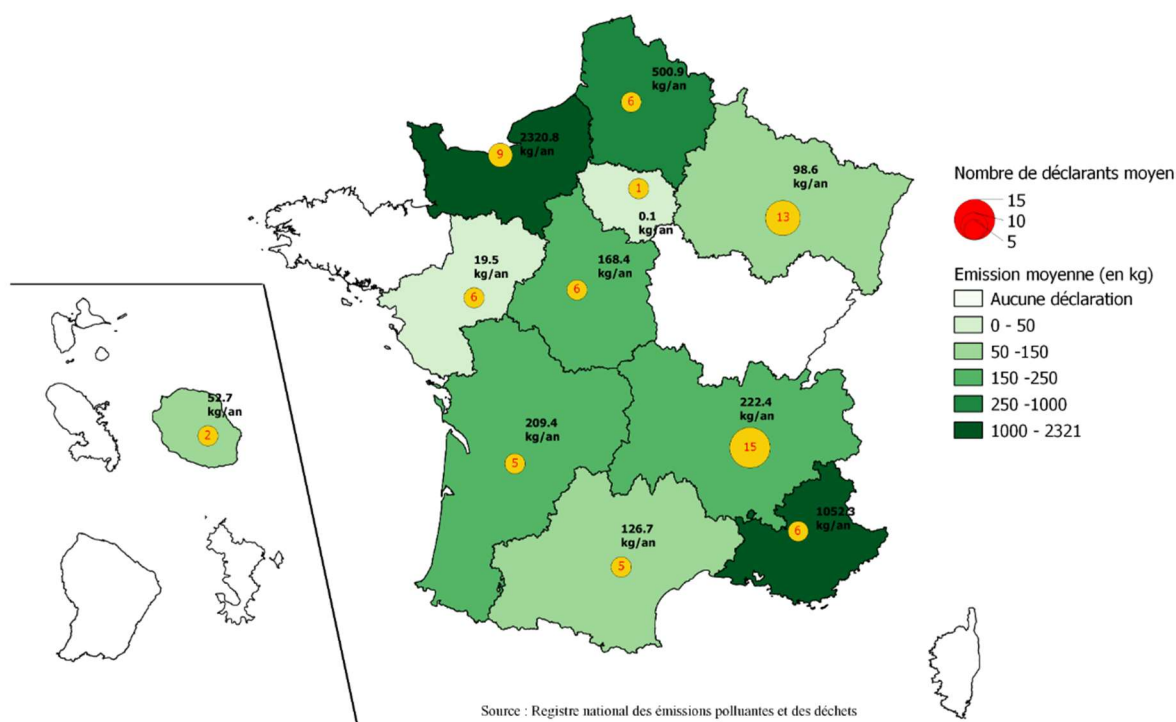 500.9
kg/an
6
2320.8
kg/an
9
98.6
kg/an
13
1
0.1
kg/an
19.5
kg/an
6
168.4
kg/an
6
52.7
kg/an
2
209.4
kg/an
5
222.4
kg/an
15
126.7
kg/an
5
1052.3
kg/an
6
Nombre de déclarants moyen
15
10
5
Emission moyenne (en kg)
Aucune déclaration
0 - 50
50 -150
150 -250
250 -1000
1000 - 2321
Source : Registre national des émissions polluantes et des déchets